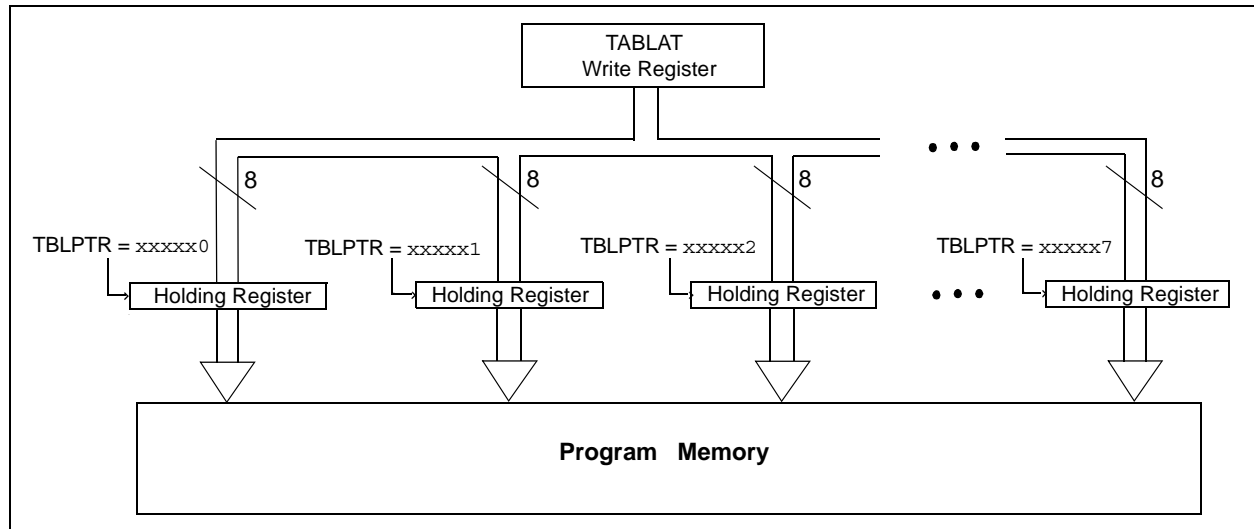 TABLAT
Write Register
• • •
8
8
8
8
TBLPTR = xxxxx0
TBLPTR = xxxxx1
TBLPTR = xxxxx2
TBLPTR = xxxxx7
Holding Register
Holding Register
Holding Register
• • •
Holding Register
Program Memory